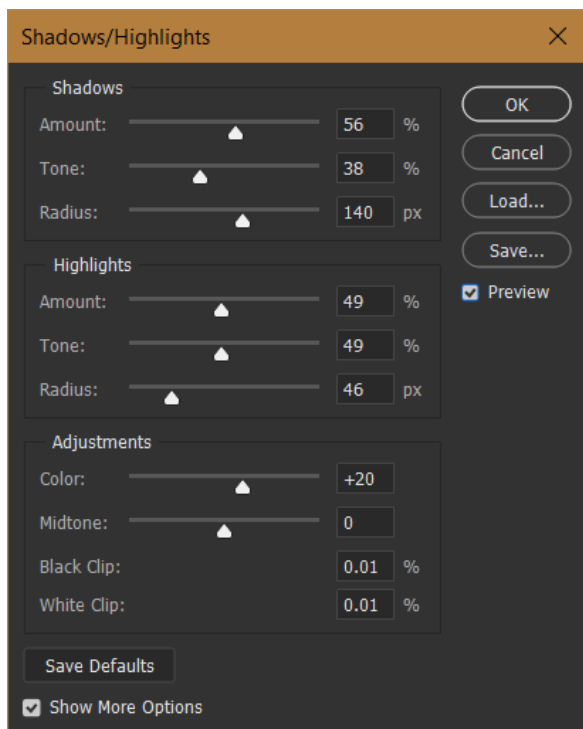 Shadows/Highlights
Shadows
Amount: 56 %
Tone: 38 %
Radius: 140 px
Highlights
Amount: 49 %
Tone: 49 %
Radius: 46 px
Adjustments
Color: +20
Midtone: 0
Black Clip: 0.01 %
White Clip: 0.01 %
Save Defaults
Show More Options
OK
Cancel
Load...
Save...
Preview